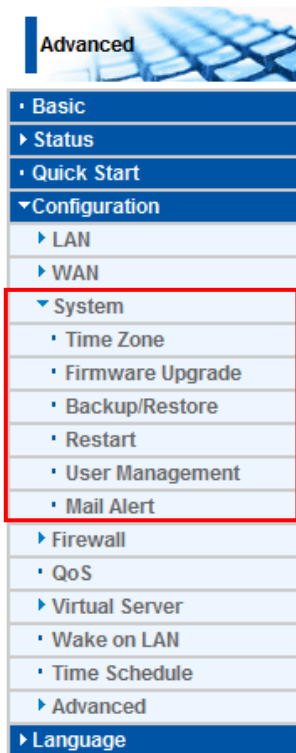 Advanced
Basic
Status
Quick Start
Configuration
LAN
WAN
System
Time Zone
Firmware Upgrade
Backup/Restore
Restart
User Management
Mail Alert
Firewall
QoS
Virtual Server
Wake on LAN
Time Schedule
Advanced
Language